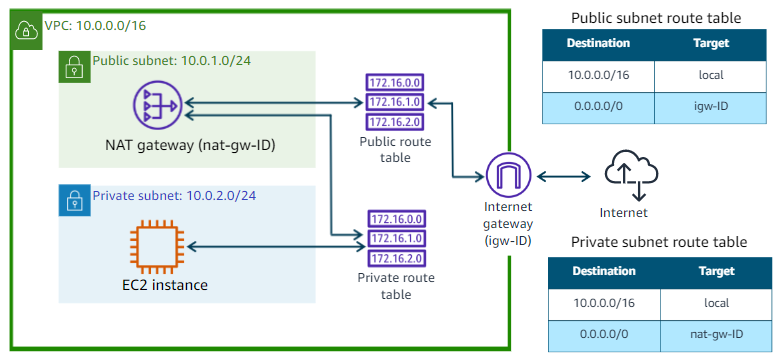 VPC: 10.0.0.0/16
Public subnet: 10.0.1.0/24
NAT gateway (nat-gw-ID)
172.16.0.0
172.16.1.0
172.16.2.0
Public route
table
Private subnet: 10.0.2.0/24
EC2 instance
172.16.0.0
172.16.1.0
172.16.2.0
Private route
table
Internet
gateway
(igw-ID)
Internet
Public subnet route table
Destination Target
10.0.0.0/16 local
0.0.0.0/0 igw-ID
Private subnet route table
Destination Target
10.0.0.0/16 local
0.0.0.0/0 nat-gw-ID